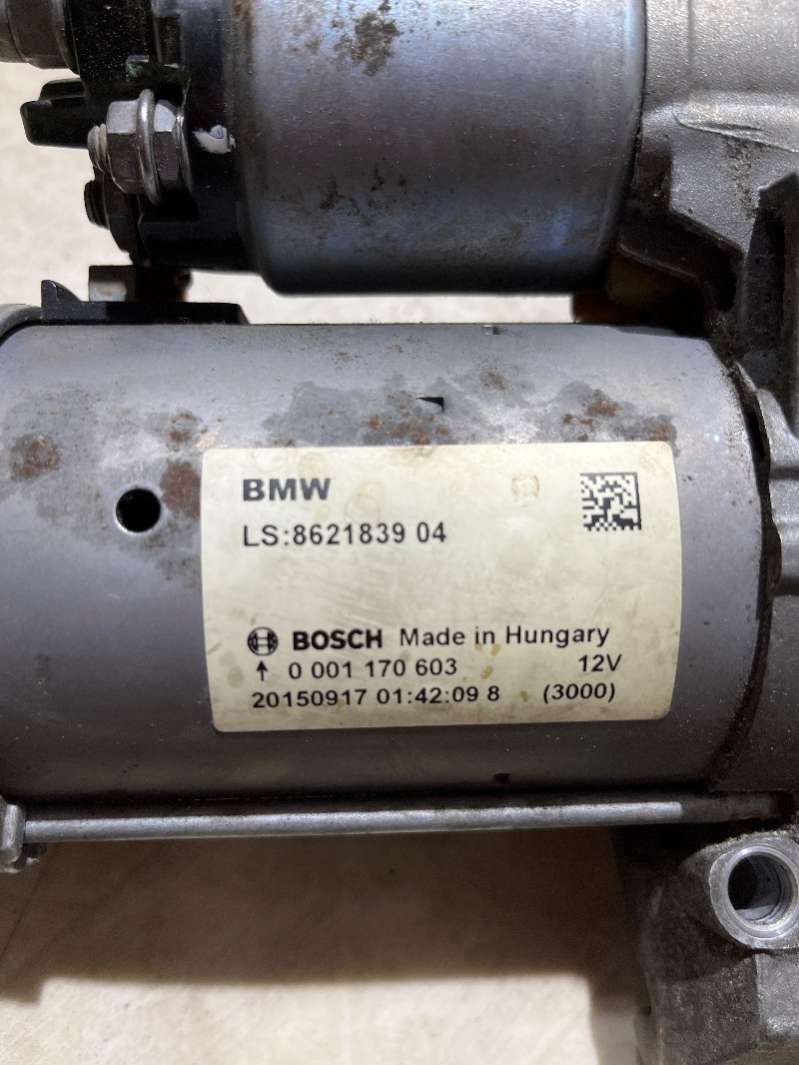 BMW
LS:8621839 04
BOSCH Made in Hungary
↑ 0 001 170 603 12V
20150917 01:42:09 8 (3000)